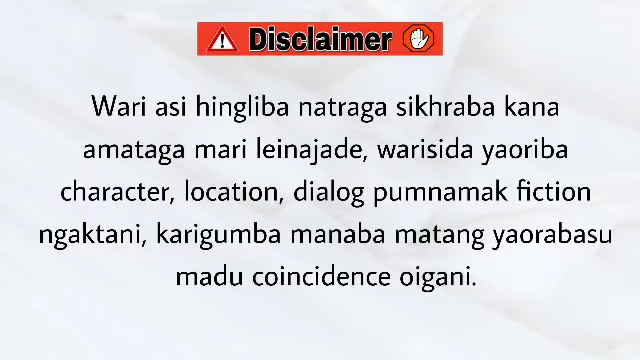 Disclaimer
Wari asi hingliba natraga sikhraba kana
amataga mari leinajade, warisida yaoriba
character, location, dialog pumnamak fiction
ngaktani, karigumba manaba matang yaorabasu
madu coincidence oigani.